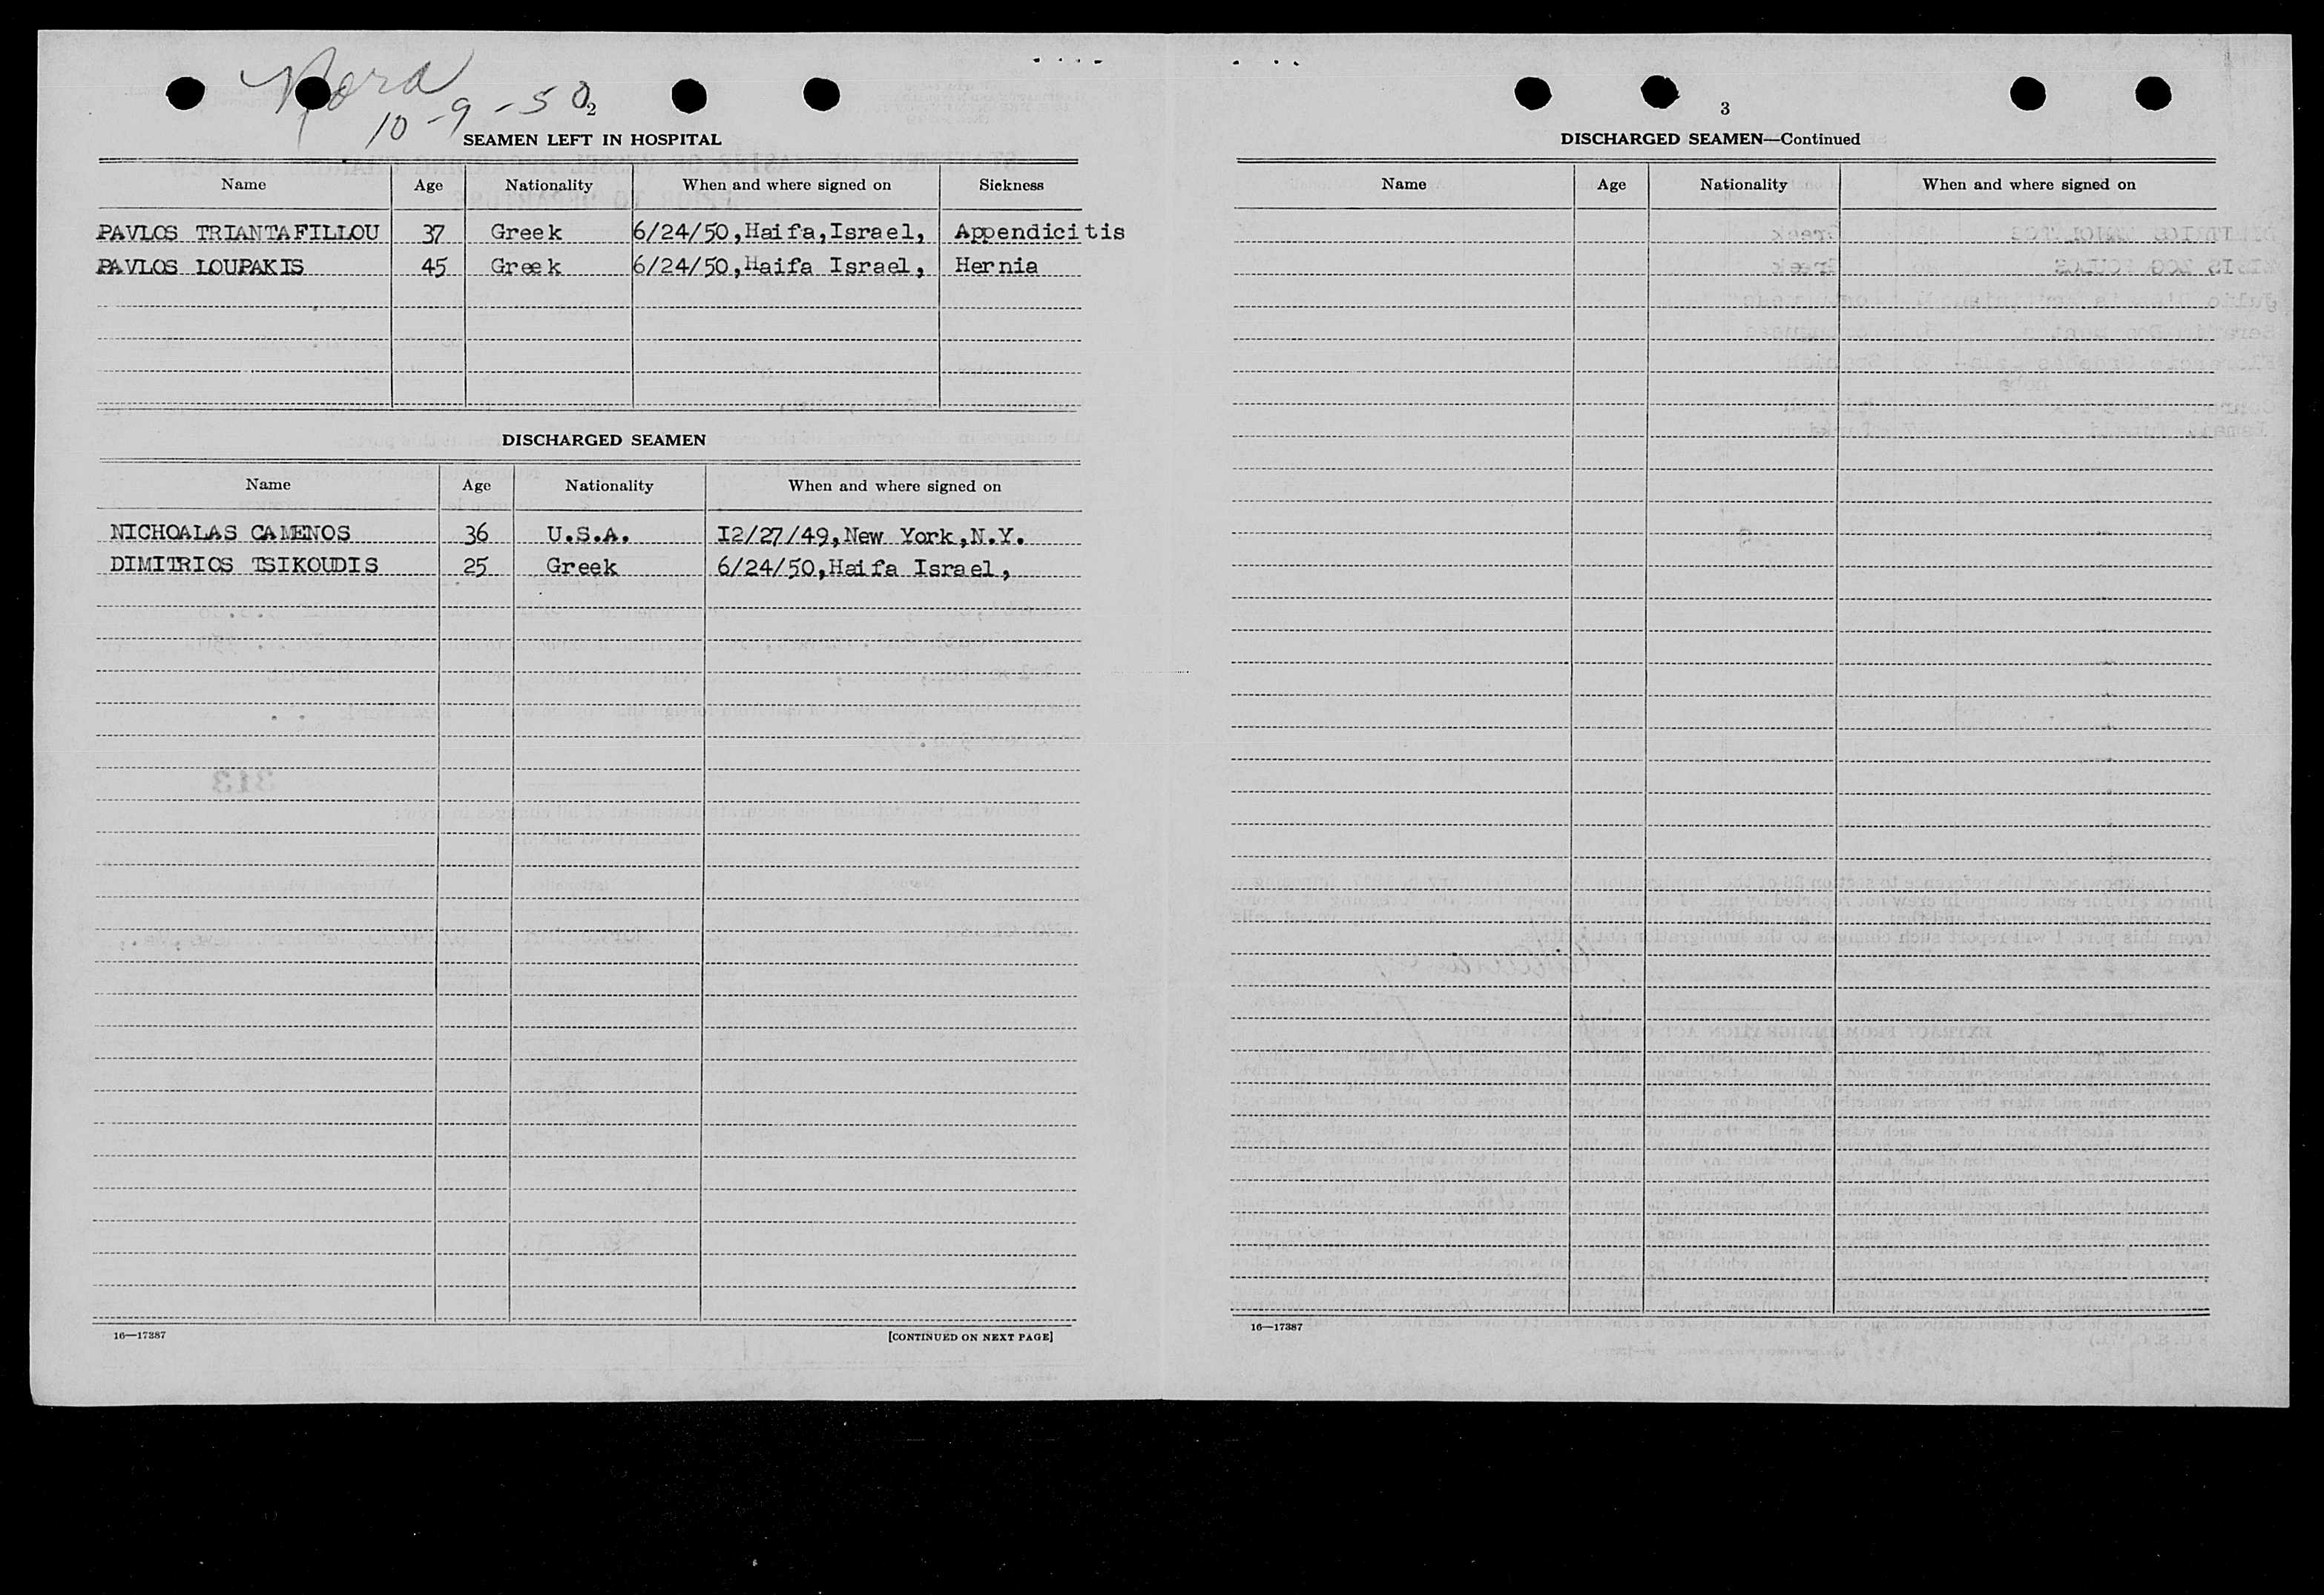 Nora
10-9-50
2
SEAMEN LEFT IN HOSPITAL
Name Age Nationality When and where signed on Sickness
PAVLOS TRIANTAFILLOU 37 Greek 6/24/50,Haifa,Israel, Appendicitis
PAVLOS LOUPAKIS 45 Greek 6/24/50,Haifa Israel, Hernia
DISCHARGED SEAMEN
Name Age Nationality When and where signed on
NICHOALAS CAMENOS 36 U.S.A. I2/27/49,New York,N.Y.
DIMITRIOS TSIKOUDIS 25 Greek 6/24/50,Haifa Israel,
16—17387 [CONTINUED ON NEXT PAGE]
3
DISCHARGED SEAMEN—Continued
Name Age Nationality When and where signed on
16—17387